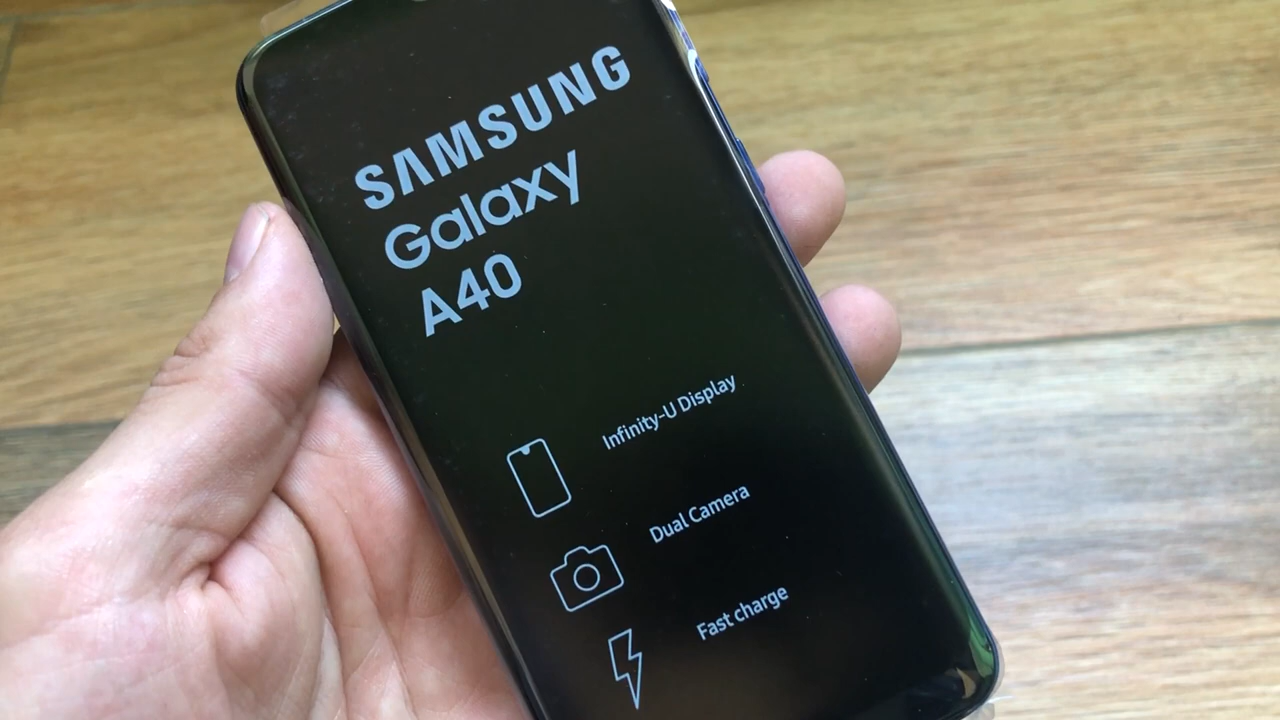 SAMSUNG
Galaxy
A40
Infinity-U Display
Dual Camera
Fast charge